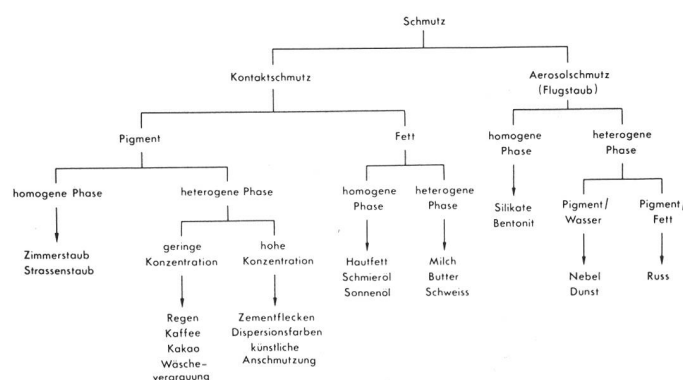 Schmutz
Kontaktschmutz
Aerosolschmutz
(Flugstaub)
Pigment
Fett
homogene
Phase
heterogene
Phase
homogene Phase
heterogene Phase
homogene
Phase
heterogene
Phase
Silikate
Bentonit
Pigment/
Wasser
Pigment/
Fett
Zimmerstaub
Strassenstaub
geringe
Konzentration
hohe
Konzentration
Hautfett
Schmierol
Sonnenol
Milch
Butter
Schweiss
Nebel
Dunst
Russ
Regen
Kaffee
Kakao
Wäsche-
vergrauung
Zementflecken
Dispersionsfarben
künstliche
Anschmutzung